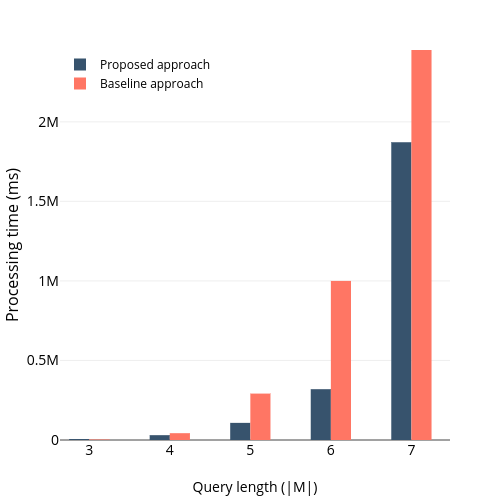 Proposed approach
Baseline approach
Processing time (ms)
2M
1.5M
1M
0.5M
0
3 4 5 6 7
Query length (|M|)